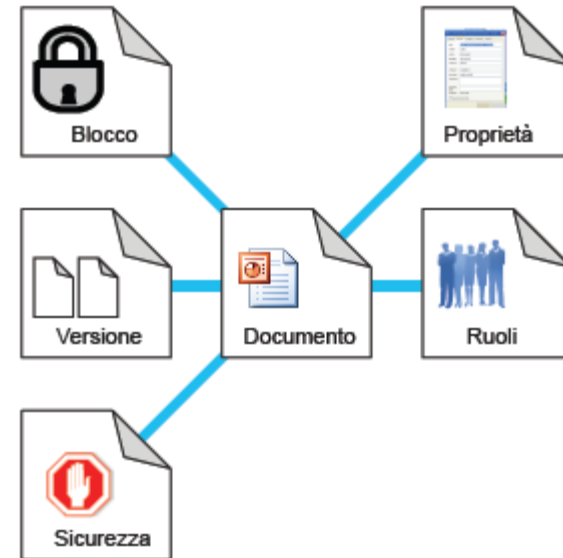 Blocco
Proprietà
Versione
Documento
Ruoli
Sicurezza